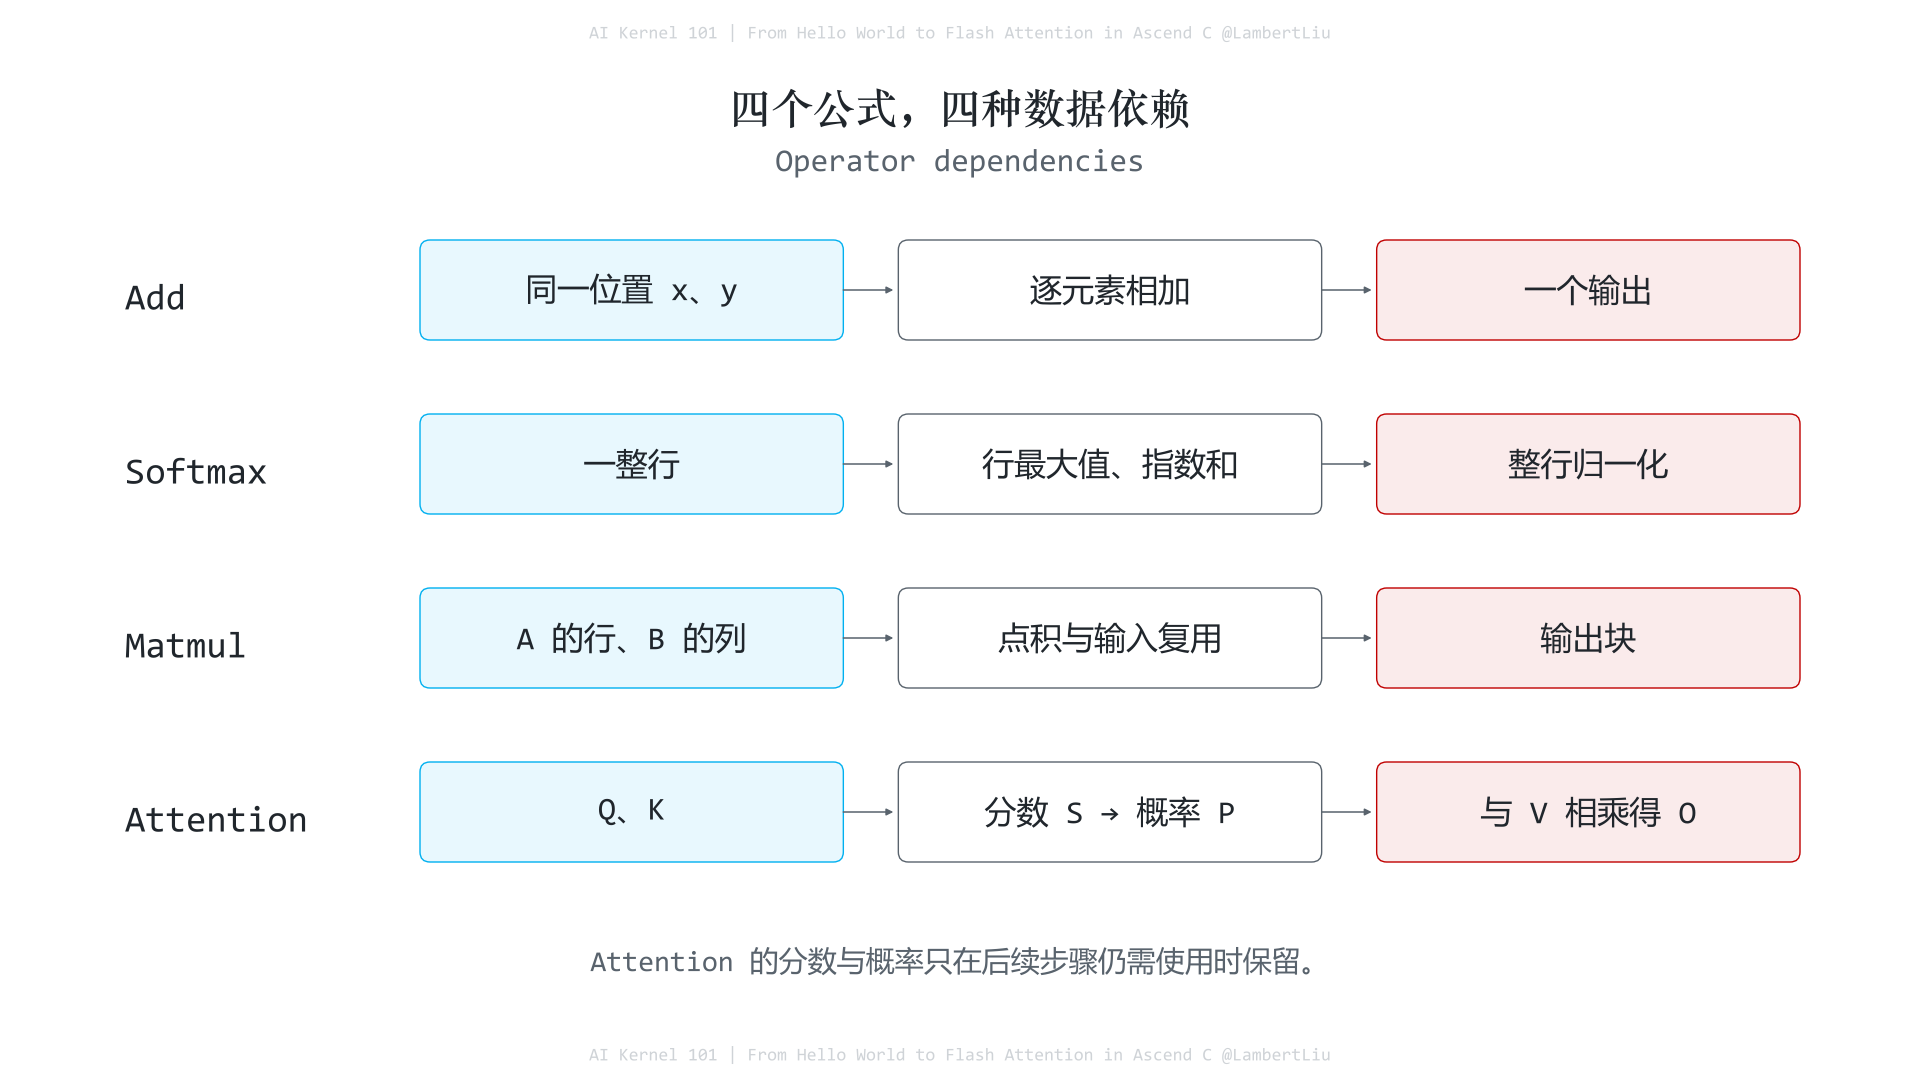 AI Kernel 101 | From Hello World to Flash Attention in Ascend C @LambertLiu
四个公式，四种数据依赖
Operator dependencies
Add
同一位置 x、y
逐元素相加
一个输出
Softmax
一整行
行最大值、指数和
整行归一化
Matmul
A 的行、B 的列
点积与输入复用
输出块
Attention
Q、K
分数 S → 概率 P
与 V 相乘得 O
Attention 的分数与概率只在后续步骤仍需使用时保留。
AI Kernel 101 | From Hello World to Flash Attention in Ascend C @LambertLiu